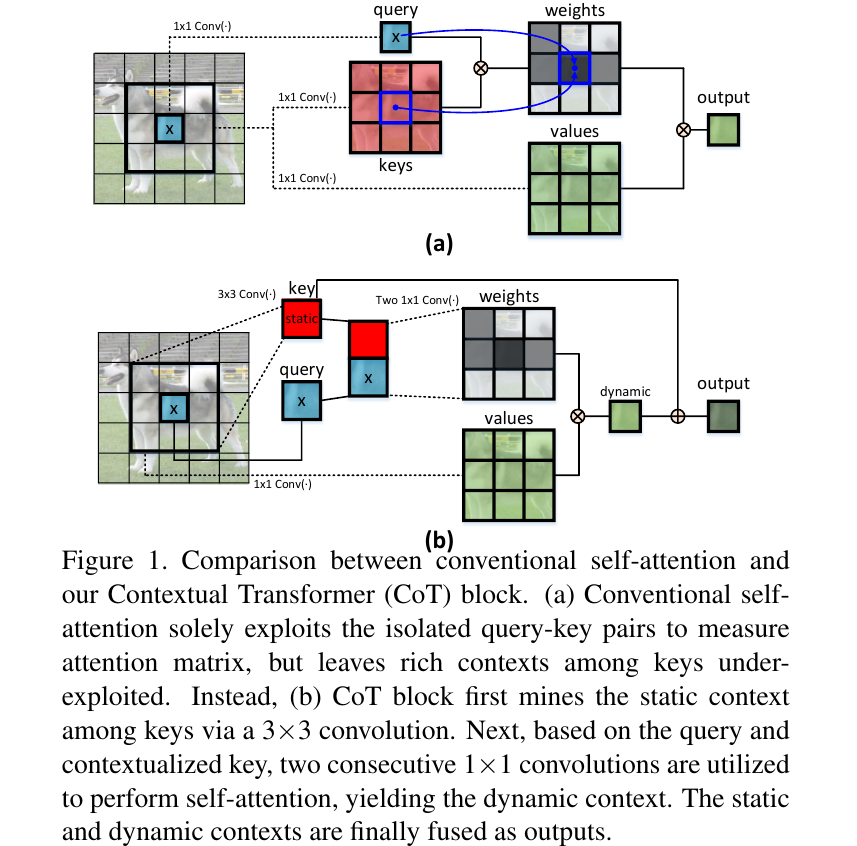 query
weights
1x1 Conv(·)
x
1x1 Conv(·)
x
output
values
1x1 Conv(·)
keys
(a)
key
3x3 Conv(·)
Two 1x1 Conv(·)
weights
static
query
dynamic
output
x
x
x
values
1x1 Conv(·)
(b)
Figure 1. Comparison between conventional self-attention and
our Contextual Transformer (CoT) block. (a) Conventional self-
attention solely exploits the isolated query-key pairs to measure
attention matrix, but leaves rich contexts among keys under-
exploited. Instead, (b) CoT block first mines the static context
among keys via a 3×3 convolution. Next, based on the query and
contextualized key, two consecutive 1×1 convolutions are utilized
to perform self-attention, yielding the dynamic context. The static
and dynamic contexts are finally fused as outputs.